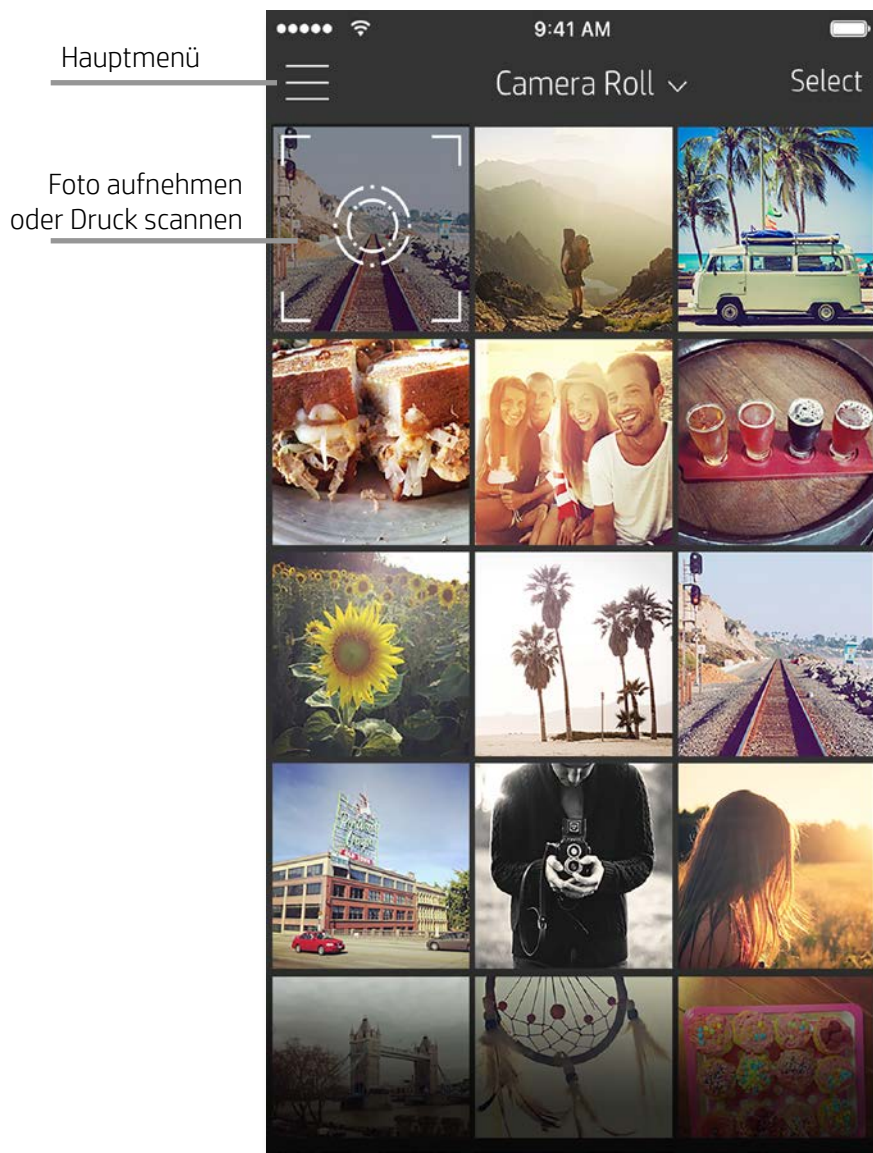 9:41 AM
Hauptmenü
Camera Roll
Select
Foto aufnehmen
oder Druck scannen